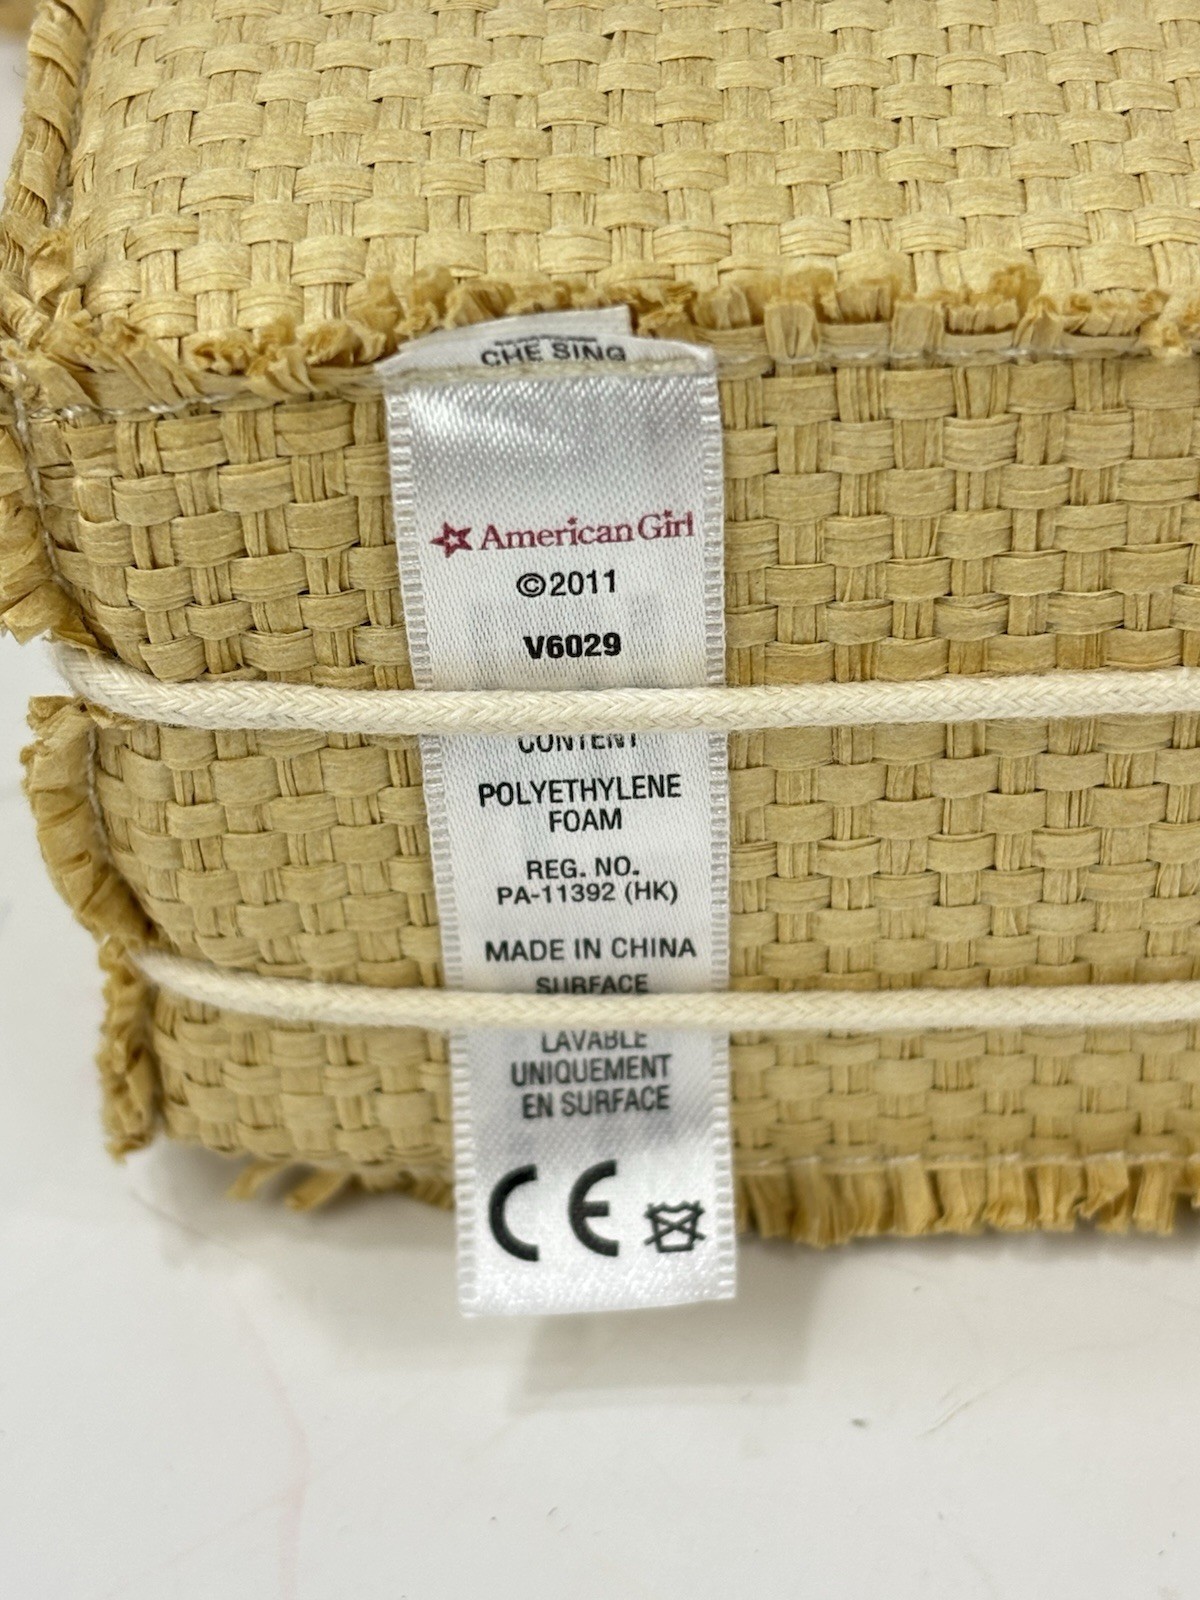 CHE SING
American Girl
©2011
V6029
CONTENT
POLYETHYLENE
FOAM
REG. NO.
PA-11392 (HK)
MADE IN CHINA
SURFACE
LAVABLE
UNIQUEMENT
EN SURFACE
CE